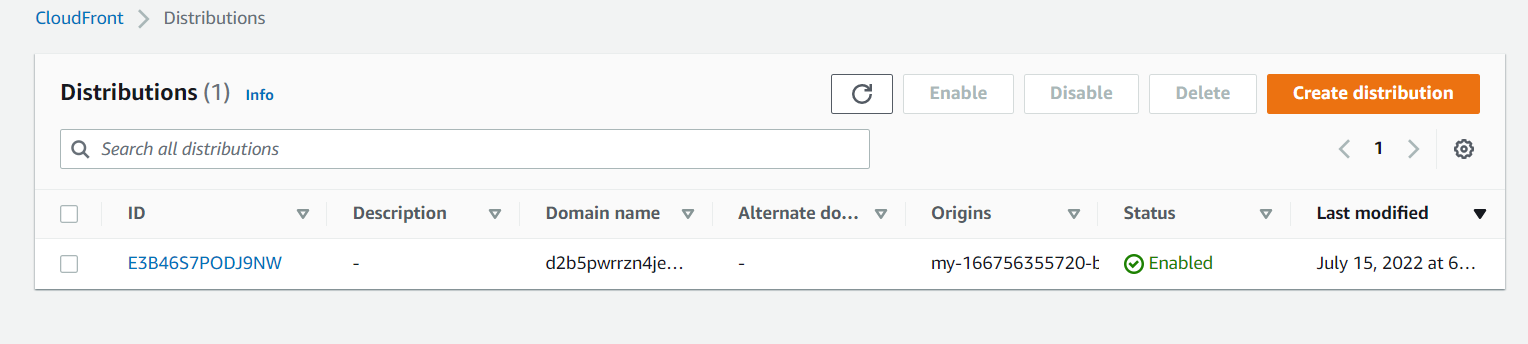 CloudFront > Distributions
Distributions (1) Info
Enable Disable Delete Create distribution
Search all distributions
1
ID Description Domain name Alternate do... Origins Status Last modified
E3B46S7PODJ9NW - d2b5pwrrzn4je... - my-166756355720-b Enabled July 15, 2022 at 6...